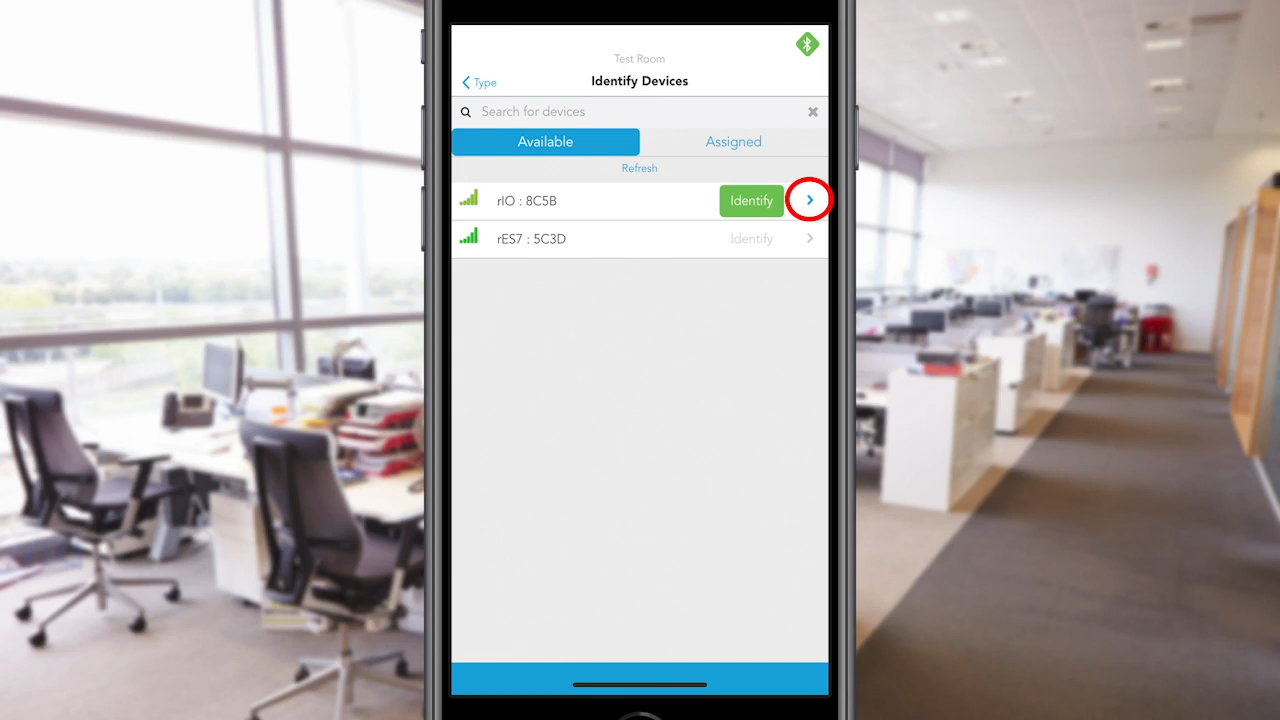 Test Room
Type
Identify Devices
Search for devices
Available
Assigned
Refresh
rIO : 8C5B
Identify
rES7 : 5C3D
Identify